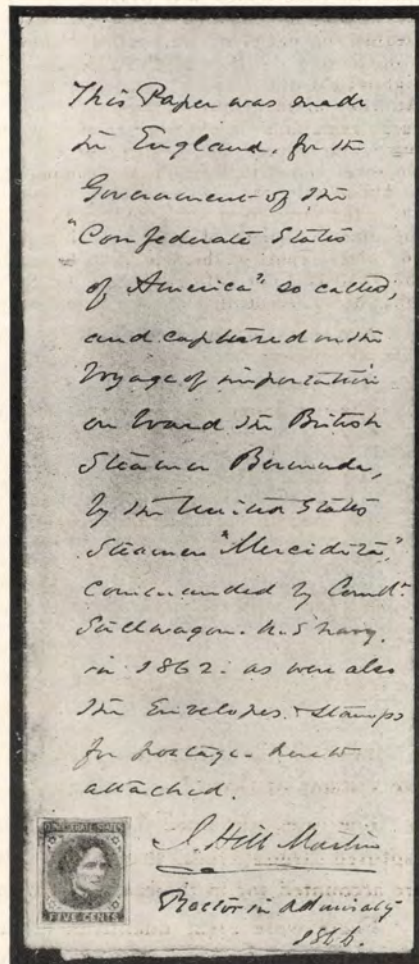 This Paper was made
in England, for the
Government of the
"Confederate States
of America" so called,
and captured on the
Voyage of importation
on board the British
Steamer Bermuda,
by the United States
Steamer "Mercidita",
Commanded by Comdr.
Stillwagon. U.S. Navy.
in 1862. as were also
the Envelopes & Stamps
for postage hereto
attached.
J. Hill Martin
Proctor in Admiralty
1866.
CONFEDERATE STATES
FIVE CENTS